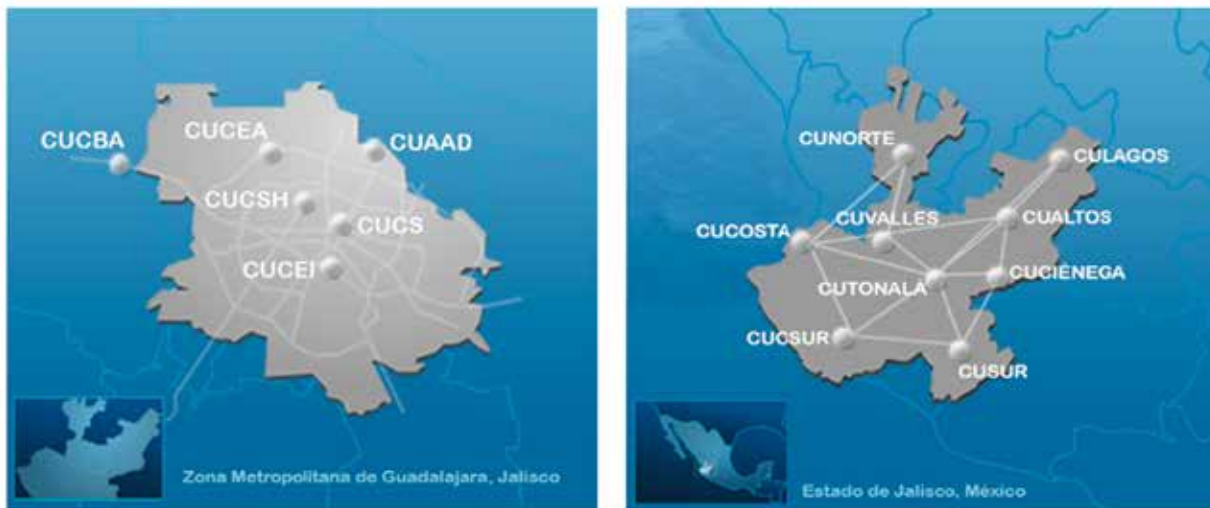 CUCBA
CUCEA
CUAAD
CUCSH
CUCS
CUCEI
Zona Metropolitana de Guadalajara, Jalisco
CUNORTE
CULAGOS
CUVALLES
CUALTOS
CUCOSTA
CUCIÉNEGA
CUTONALÁ
CUCSUR
CUSUR
Estado de Jalisco, México